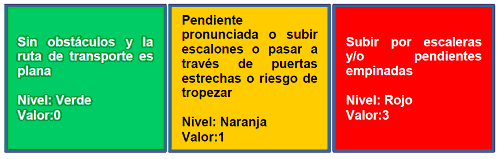 Sin obstáculos y la
ruta de transporte es
plana
Nivel: Verde
Valor:0
Pendiente
pronunciada o subir
escalones o pasar a
través de puertas
estrechas o riesgo de
tropezar
Nivel: Naranja
Valor:1
Subir por escaleras
y/o pendientes
empinadas
Nivel: Rojo
Valor:3